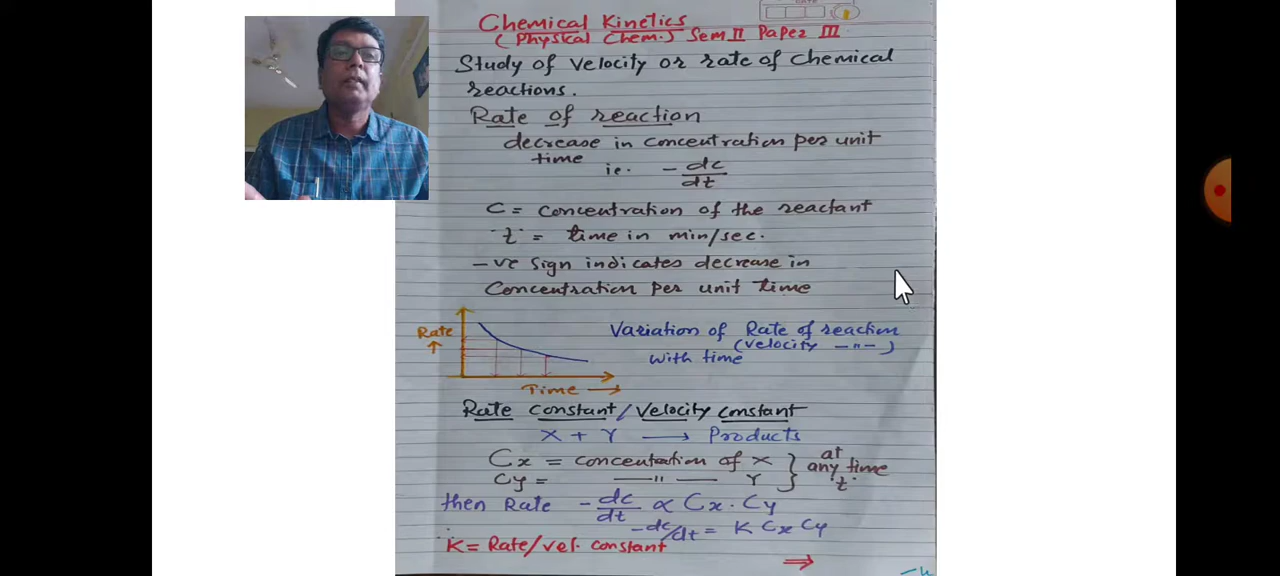 Chemical Kinetics
(Physical Chem.) Sem II Paper III
Study of velocity or rate of chemical
reactions.
Rate of reaction
decrease in concentration per unit
time
ie. - dc/dt
C = concentration of the reactant
't' = time in min/sec.
-ve sign indicates decrease in
Concentration per unit time
Rate ↑
Time →
Variation of Rate of reaction
(velocity -"-)
with time
Rate constant/velocity constant
X + Y → Products
Cx = concentration of X } at
Cy = —"— Y } any time
t
then Rate - dc/dt ∝ Cx . Cy
-dc/dt = K Cx Cy
K = Rate/vel. constant
⇒